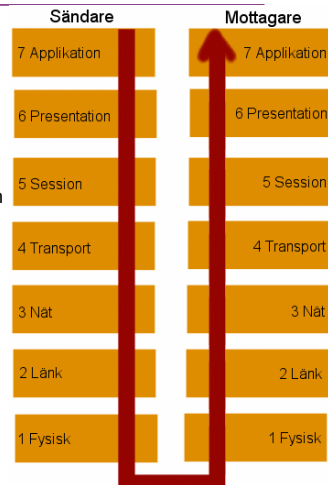 Sändare
Mottagare
7 Applikation
7 Applikation
6 Presentation
6 Presentation
5 Session
5 Session
4 Transport
4 Transport
3 Nät
3 Nät
2 Länk
2 Länk
1 Fysisk
1 Fysisk